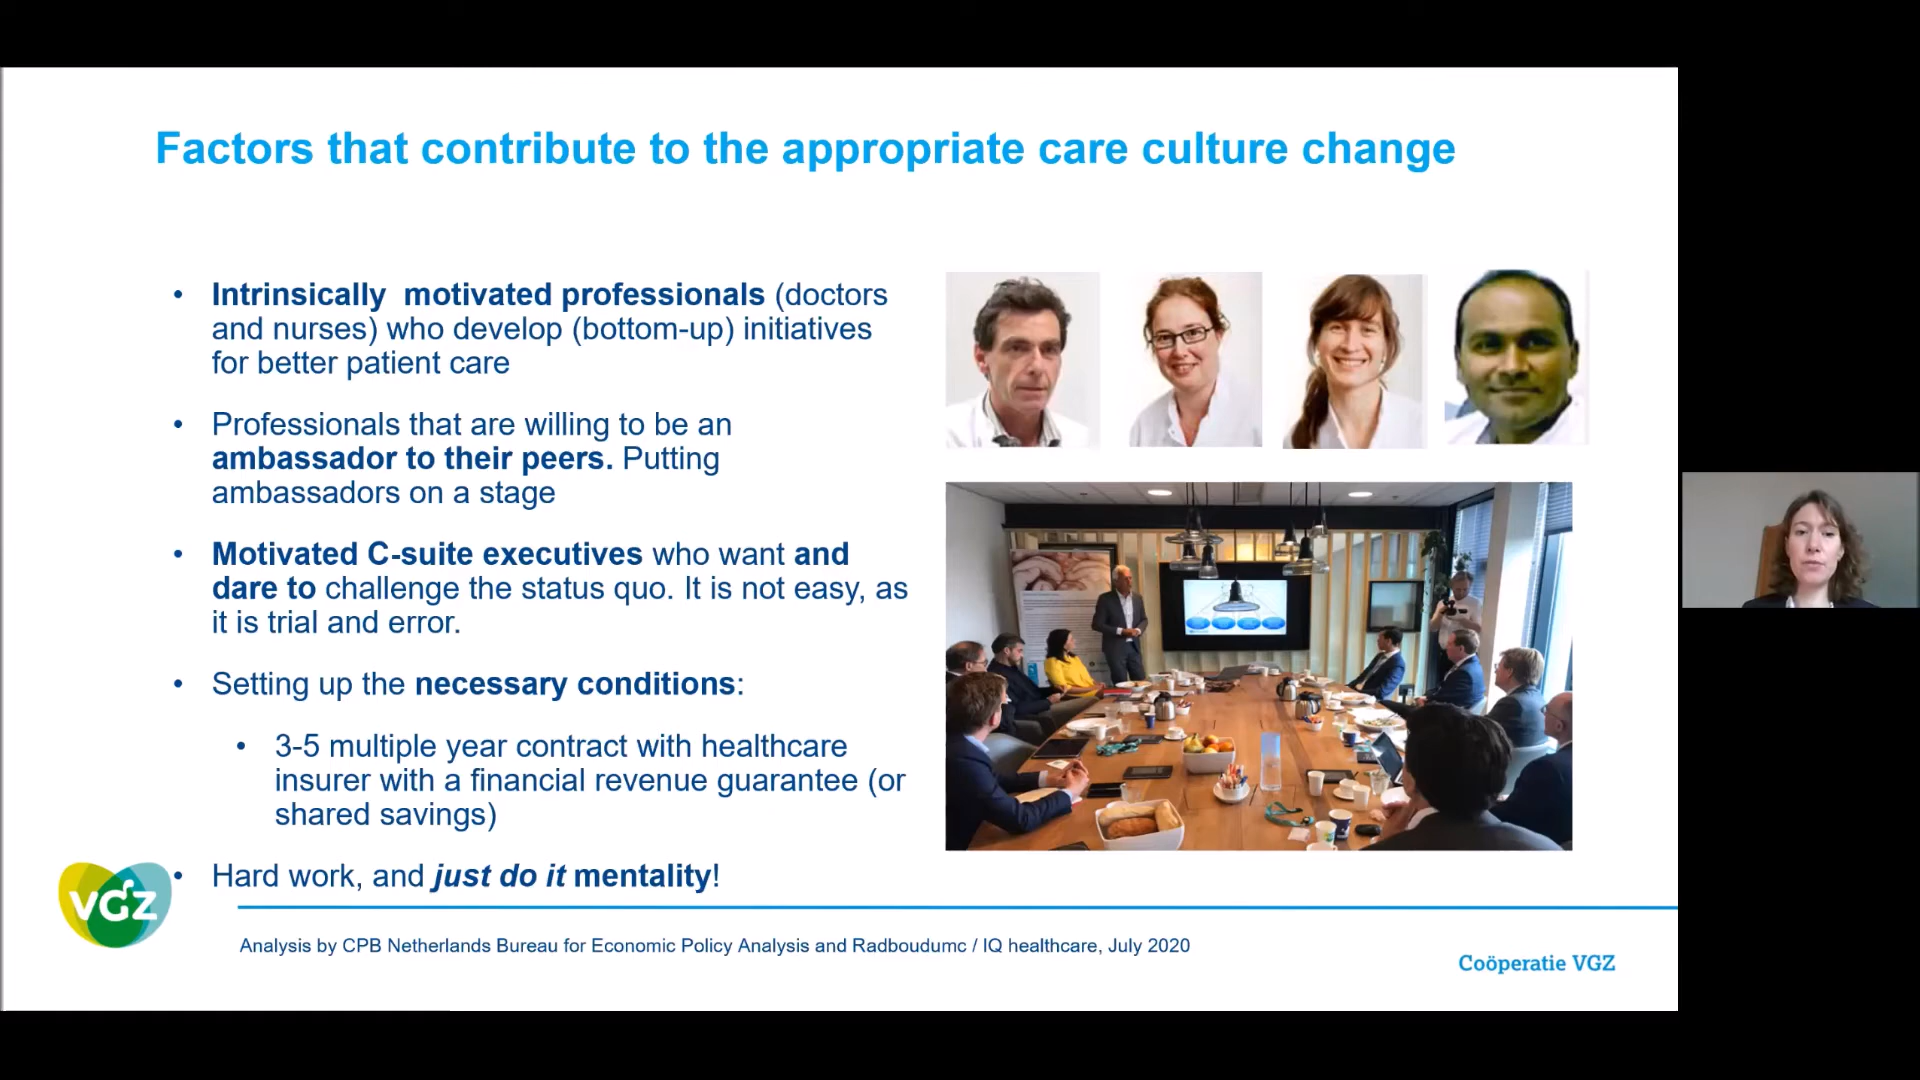 Factors that contribute to the appropriate care culture change
• Intrinsically  motivated professionals (doctors
and nurses) who develop (bottom-up) initiatives
for better patient care
• Professionals that are willing to be an
ambassador to their peers. Putting
ambassadors on a stage
• Motivated C-suite executives who want and
dare to challenge the status quo. It is not easy, as
it is trial and error.
• Setting up the necessary conditions:
• 3-5 multiple year contract with healthcare
insurer with a financial revenue guarantee (or
shared savings)
• Hard work, and just do it mentality!
VGZ
Analysis by CPB Netherlands Bureau for Economic Policy Analysis and Radboudumc / IQ healthcare, July 2020
Coöperatie VGZ